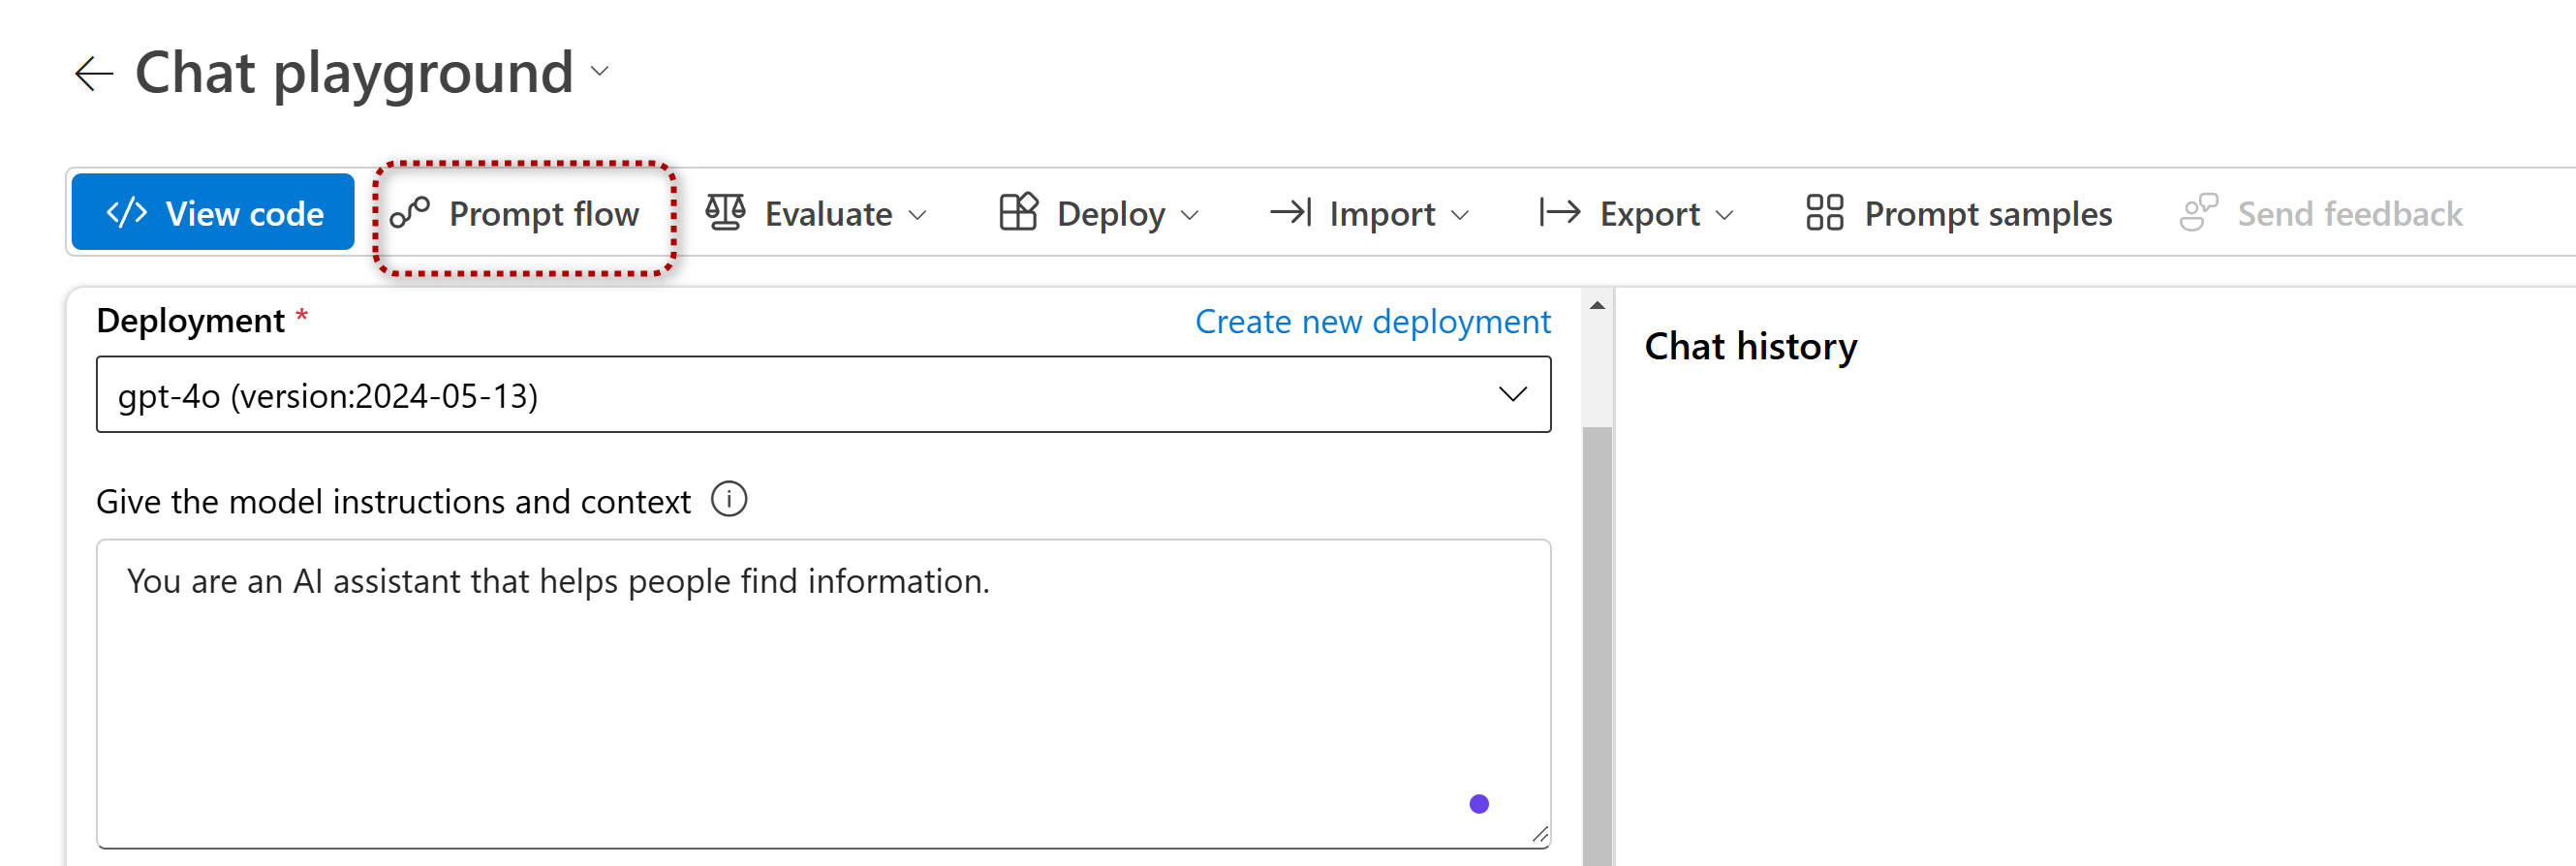 Chat playground
View code
Prompt flow
Evaluate
Deploy
Import
Export
Prompt samples
Send feedback
Deployment *
Create new deployment
gpt-4o (version:2024-05-13)
Give the model instructions and context
You are an AI assistant that helps people find information.
Chat history